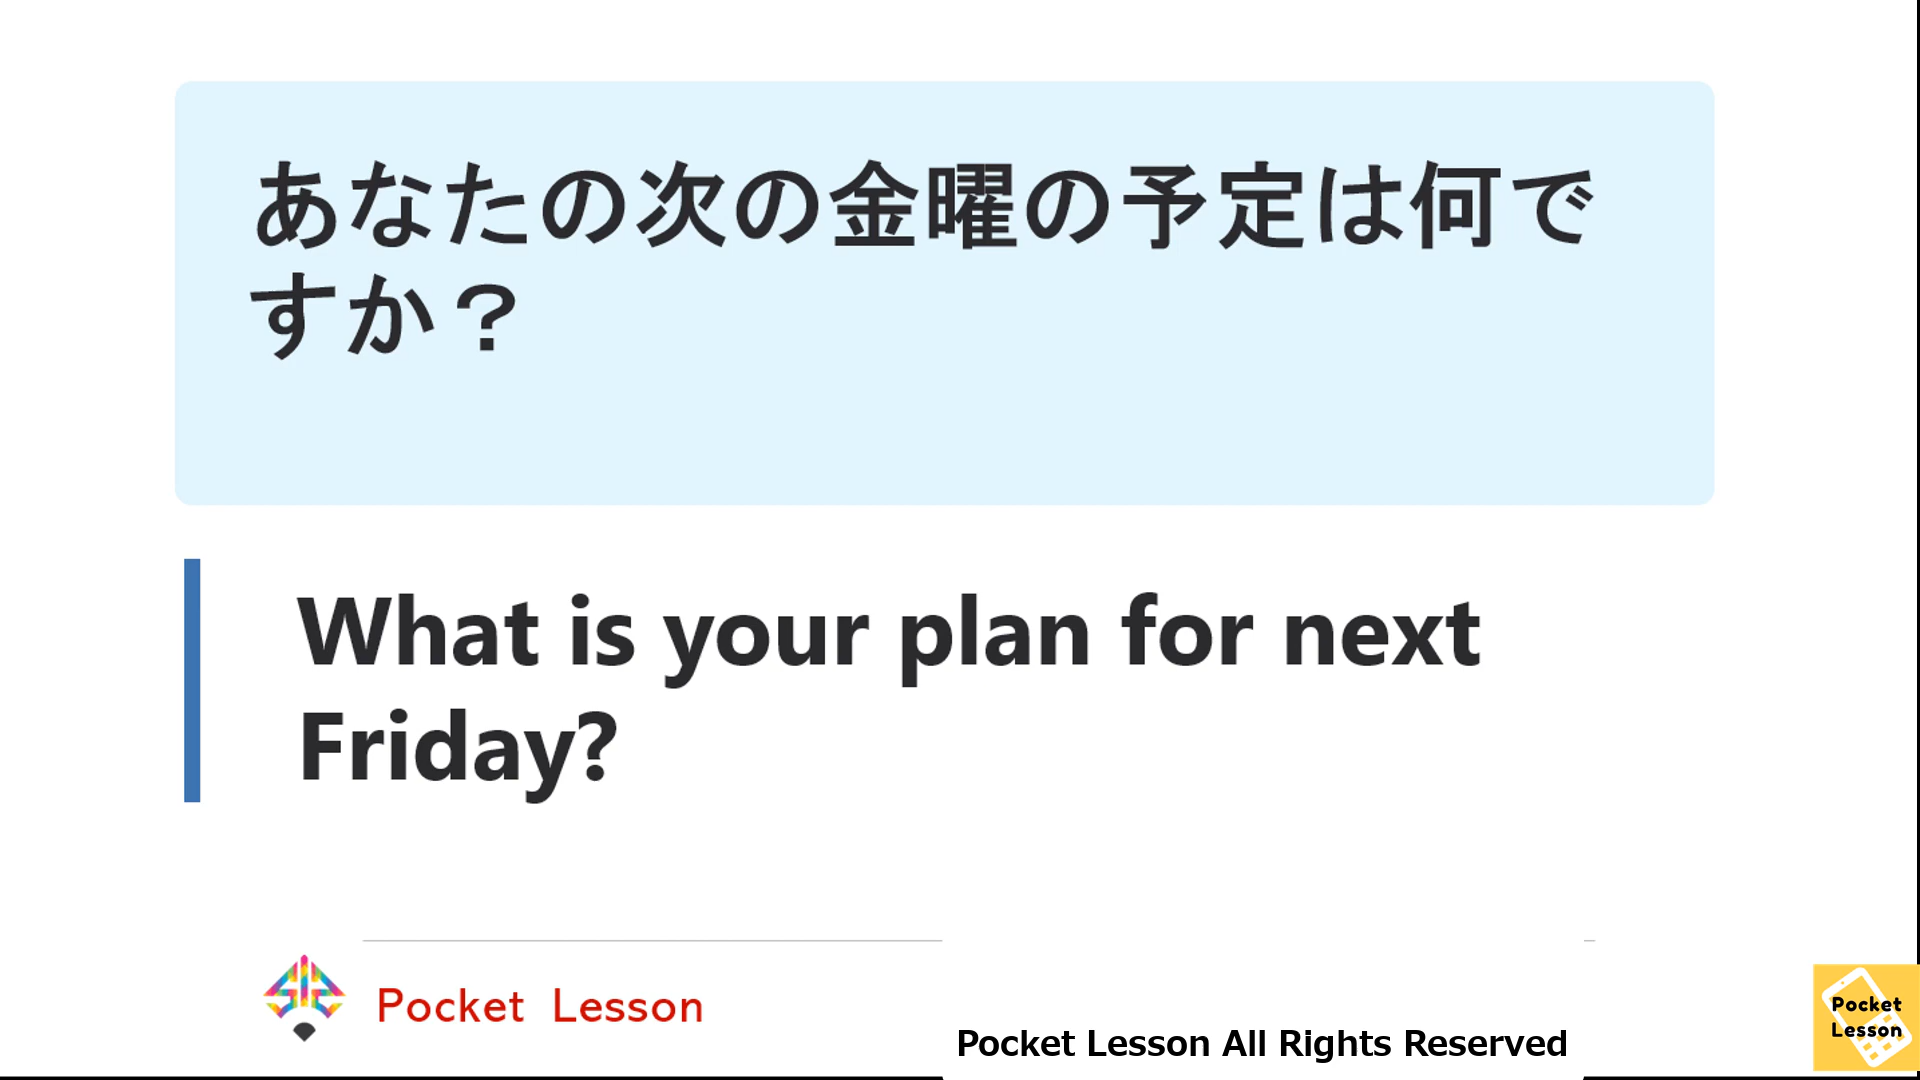 あなたの次の金曜の予定は何で
すか？
What is your plan for next
Friday?
Pocket Lesson
Pocket Lesson All Rights Reserved
Pocket
Lesson